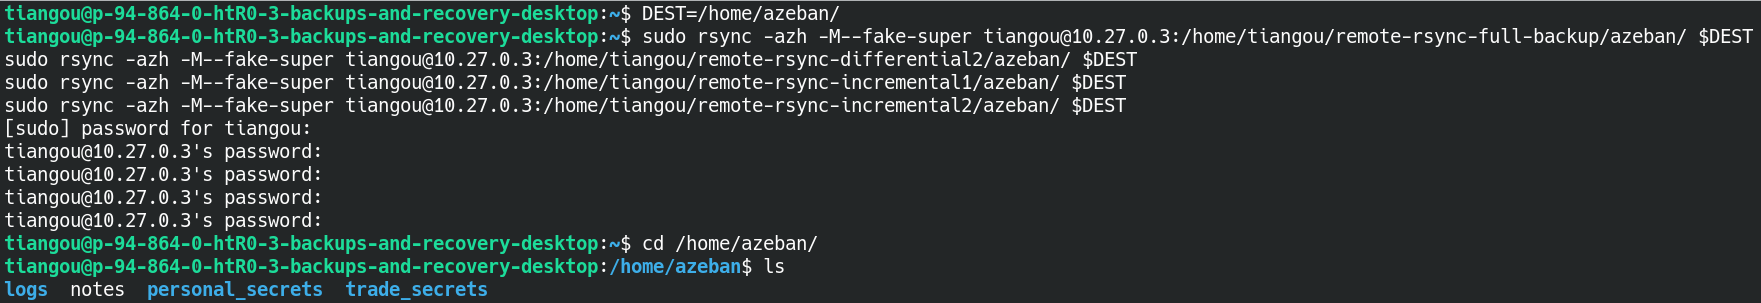 tiangou@p-94-864-0-htR0-3-backups-and-recovery-desktop:~$ DEST=/home/azeban/
tiangou@p-94-864-0-htR0-3-backups-and-recovery-desktop:~$ sudo rsync -azh -M--fake-super tiangou@10.27.0.3:/home/tiangou/remote-rsync-full-backup/azeban/ $DEST
sudo rsync -azh -M--fake-super tiangou@10.27.0.3:/home/tiangou/remote-rsync-differential2/azeban/ $DEST
sudo rsync -azh -M--fake-super tiangou@10.27.0.3:/home/tiangou/remote-rsync-incremental1/azeban/ $DEST
sudo rsync -azh -M--fake-super tiangou@10.27.0.3:/home/tiangou/remote-rsync-incremental2/azeban/ $DEST
[sudo] password for tiangou:
tiangou@10.27.0.3's password:
tiangou@10.27.0.3's password:
tiangou@10.27.0.3's password:
tiangou@10.27.0.3's password:
tiangou@p-94-864-0-htR0-3-backups-and-recovery-desktop:~$ cd /home/azeban/
tiangou@p-94-864-0-htR0-3-backups-and-recovery-desktop:/home/azeban$ ls
logs  notes  personal_secrets  trade_secrets